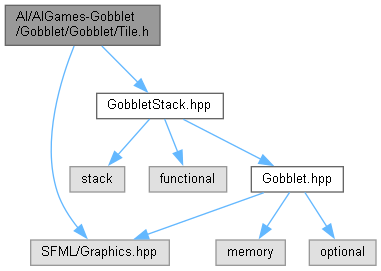 AI/AIGames-Gobblet
/Gobblet/Gobblet/Tile.h
GobbletStack.hpp
stack
functional
Gobblet.hpp
SFML/Graphics.hpp
memory
optional